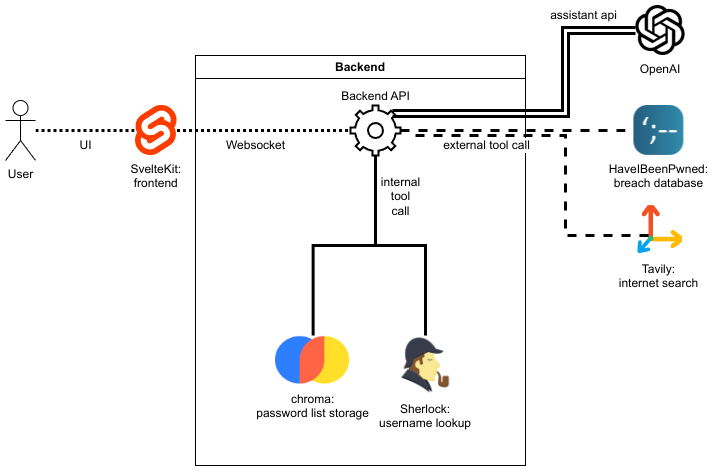 assistant api
OpenAI
Backend
Backend API
User
UI
SvelteKit:
frontend
Websocket
external tool call
';--
HaveIBeenPwned:
breach database
internal
tool
call
Tavily:
internet search
chroma:
password list storage
Sherlock:
username lookup